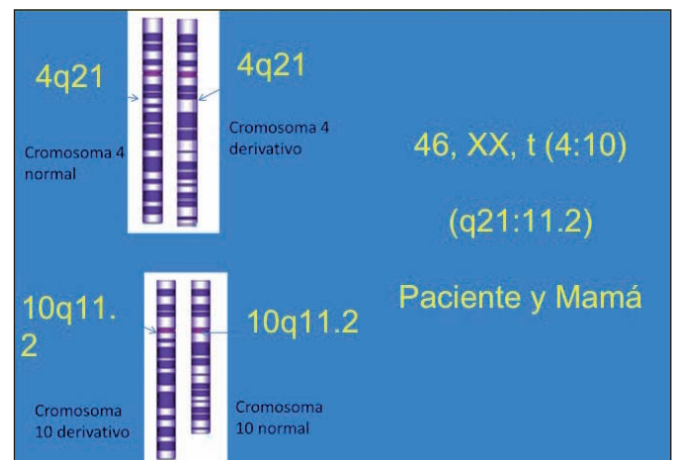 4q21
4q21
Cromosoma 4
normal
Cromosoma 4
derivativo
46, XX, t (4:10)
(q21:11.2)
Paciente y Mamá
10q11.
2
10q11.2
Cromosoma
10 derivativo
Cromosoma
10 normal